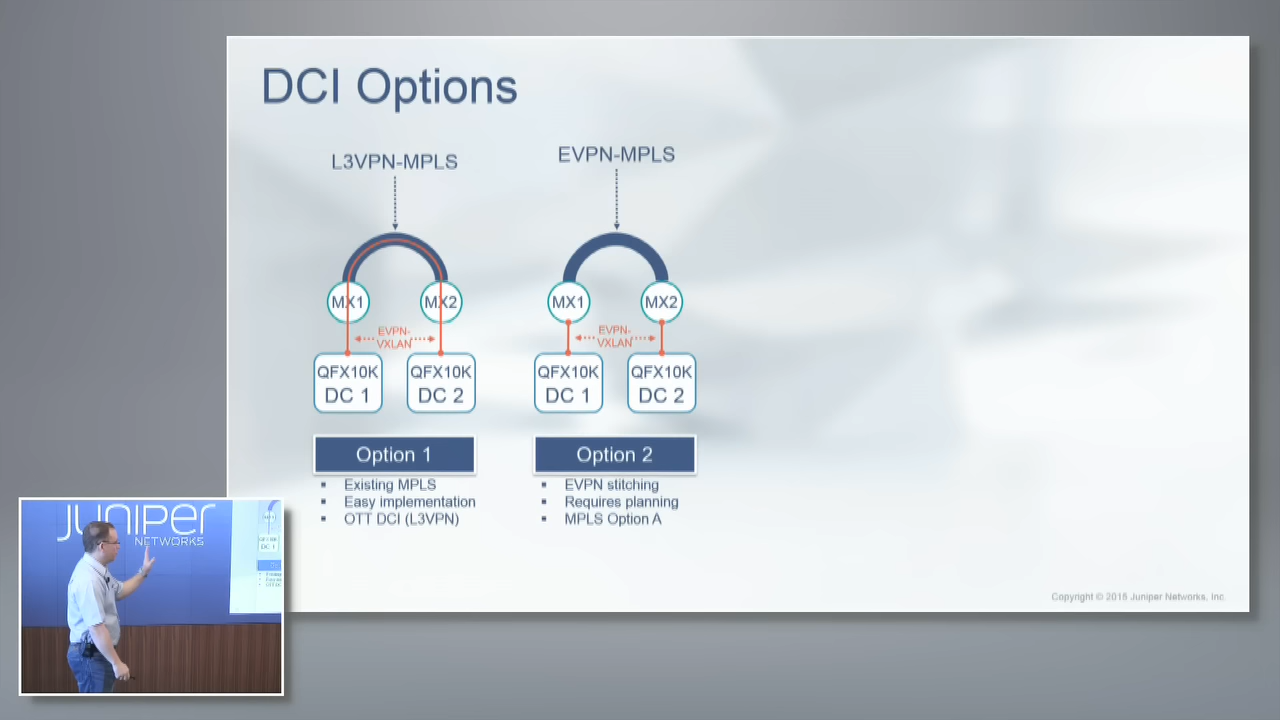 DCI Options
L3VPN-MPLS
MX1
MX2
EVPN-
VXLAN
QFX10K
DC 1
QFX10K
DC 2
Option 1
▪ Existing MPLS
▪ Easy implementation
▪ OTT DCI (L3VPN)
EVPN-MPLS
MX1
MX2
EVPN-
VXLAN
QFX10K
DC 1
QFX10K
DC 2
Option 2
▪ EVPN stitching
▪ Requires planning
▪ MPLS Option A
Copyright © 2015 Juniper Networks, Inc.
JUNIPER
NETWORKS